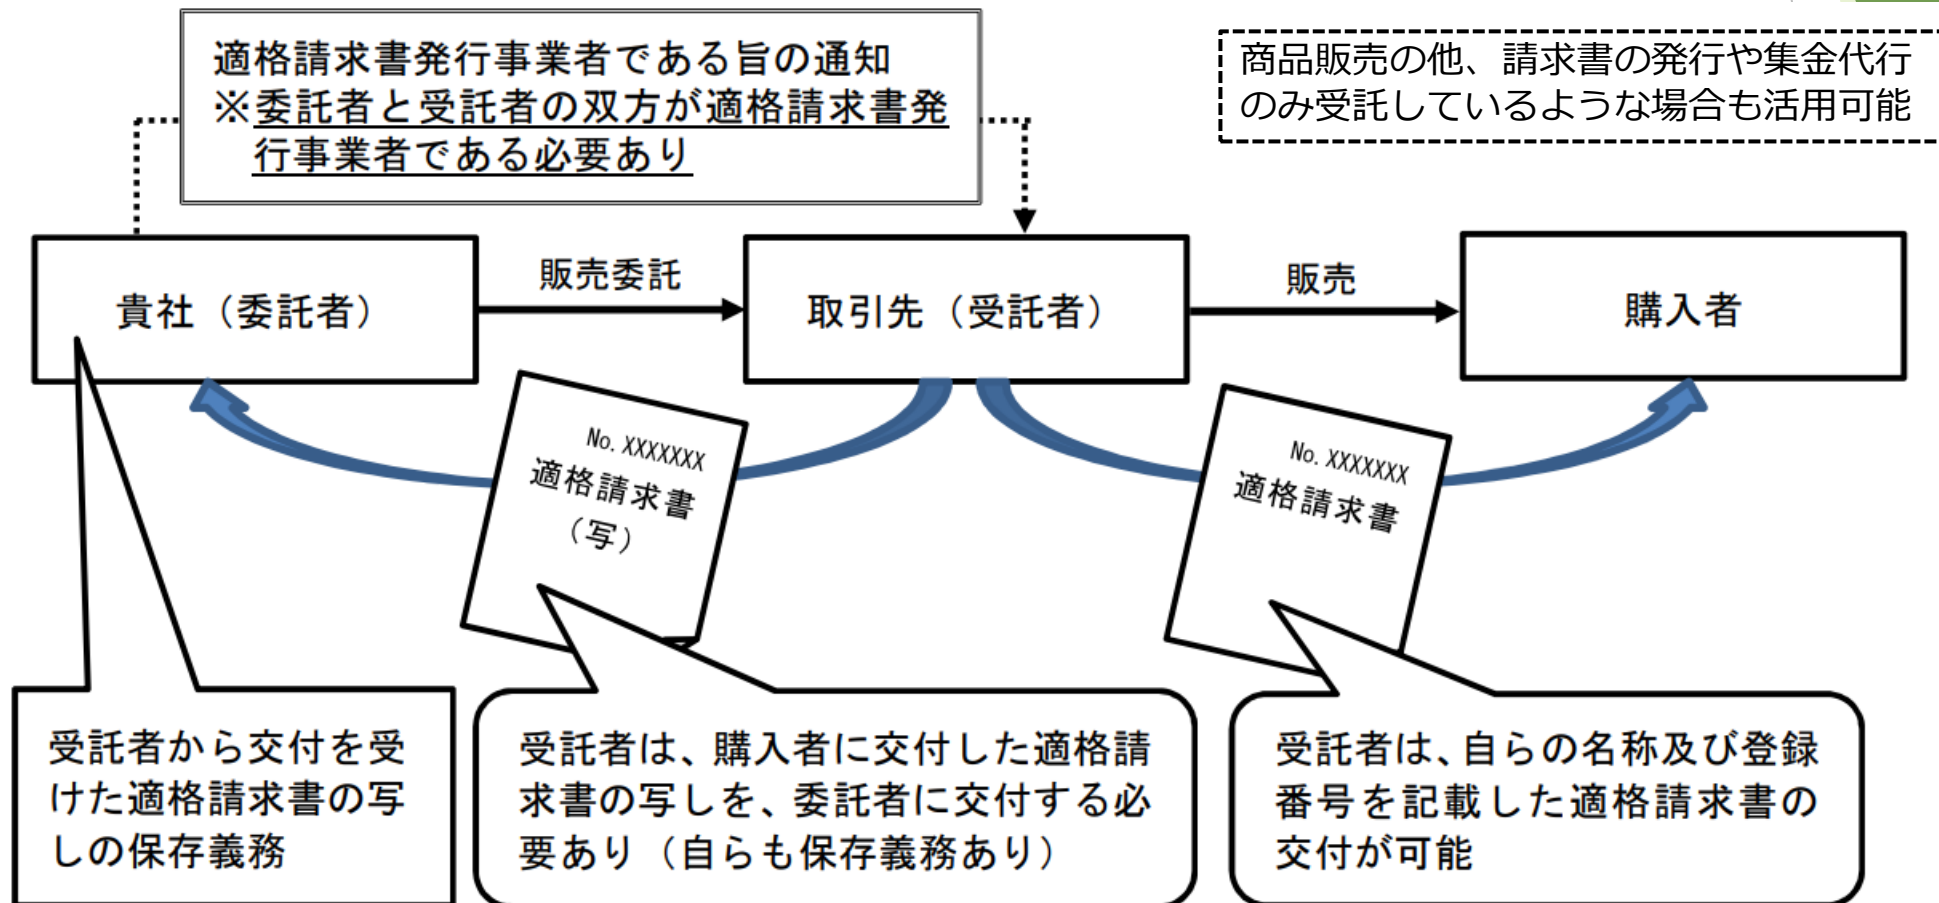 適格請求書発行事業者である旨の通知
※委託者と受託者の双方が適格請求書発
行事業者である必要あり
商品販売の他、請求書の発行や集金代行
のみ受託しているような場合も活用可能
貴社（委託者）
販売委託
取引先（受託者）
販売
購入者
No. XXXXXXX
適格請求書
（写）
No. XXXXXXX
適格請求書
受託者から交付を受
けた適格請求書の写
しの保存義務
受託者は、購入者に交付した適格請
求書の写しを、委託者に交付する必
要あり（自らも保存義務あり）
受託者は、自らの名称及び登録
番号を記載した適格請求書の
交付が可能